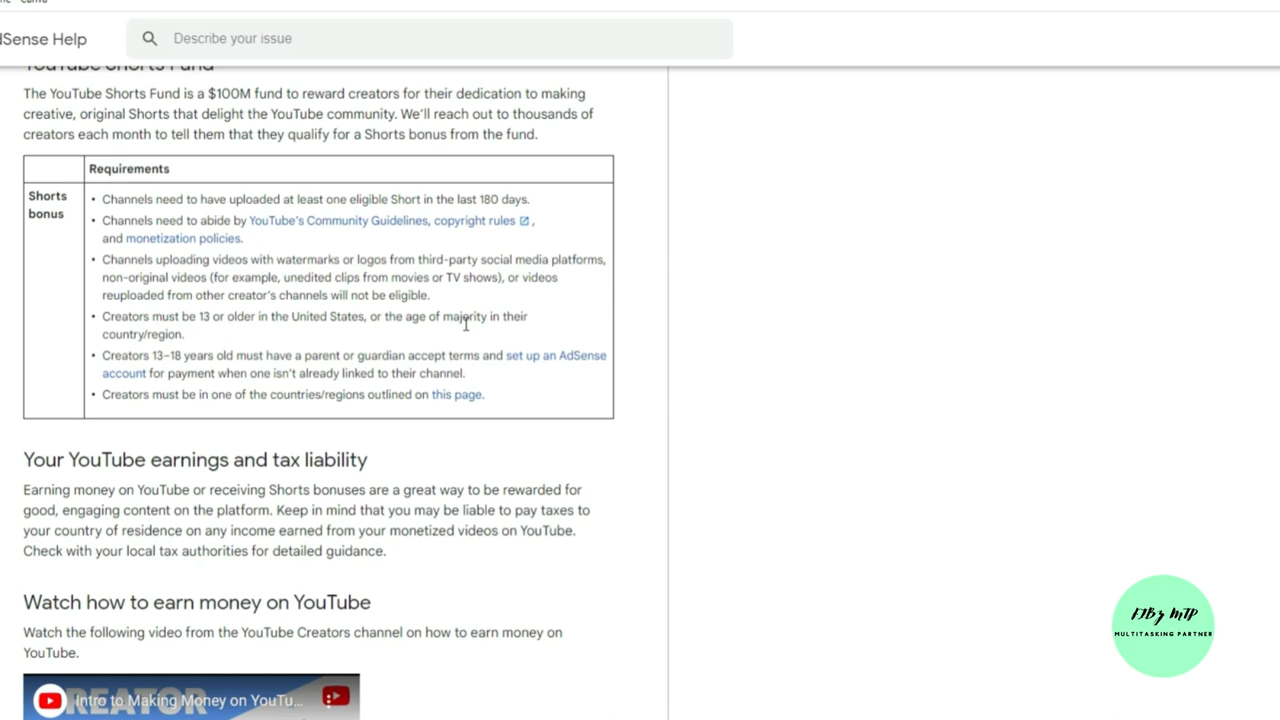 Sense Help
Describe your issue
YouTube Shorts Fund
The YouTube Shorts Fund is a $100M fund to reward creators for their dedication to making
creative, original Shorts that delight the YouTube community. We'll reach out to thousands of
creators each month to tell them that they qualify for a Shorts bonus from the fund.
Requirements
Shorts
bonus
• Channels need to have uploaded at least one eligible Short in the last 180 days.
• Channels need to abide by YouTube's Community Guidelines, copyright rules ,
and monetization policies.
• Channels uploading videos with watermarks or logos from third-party social media platforms,
non-original videos (for example, unedited clips from movies or TV shows), or videos
reuploaded from other creator's channels will not be eligible.
• Creators must be 13 or older in the United States, or the age of majority in their
country/region.
• Creators 13–18 years old must have a parent or guardian accept terms and set up an AdSense
account for payment when one isn't already linked to their channel.
• Creators must be in one of the countries/regions outlined on this page.
Your YouTube earnings and tax liability
Earning money on YouTube or receiving Shorts bonuses are a great way to be rewarded for
good, engaging content on the platform. Keep in mind that you may be liable to pay taxes to
your country of residence on any income earned from your monetized videos on YouTube.
Check with your local tax authorities for detailed guidance.
Watch how to earn money on YouTube
Watch the following video from the YouTube Creators channel on how to earn money on
YouTube.
Intro to Making Money on YouTu...
REATOR
MTP
MULTITASKING PARTNER